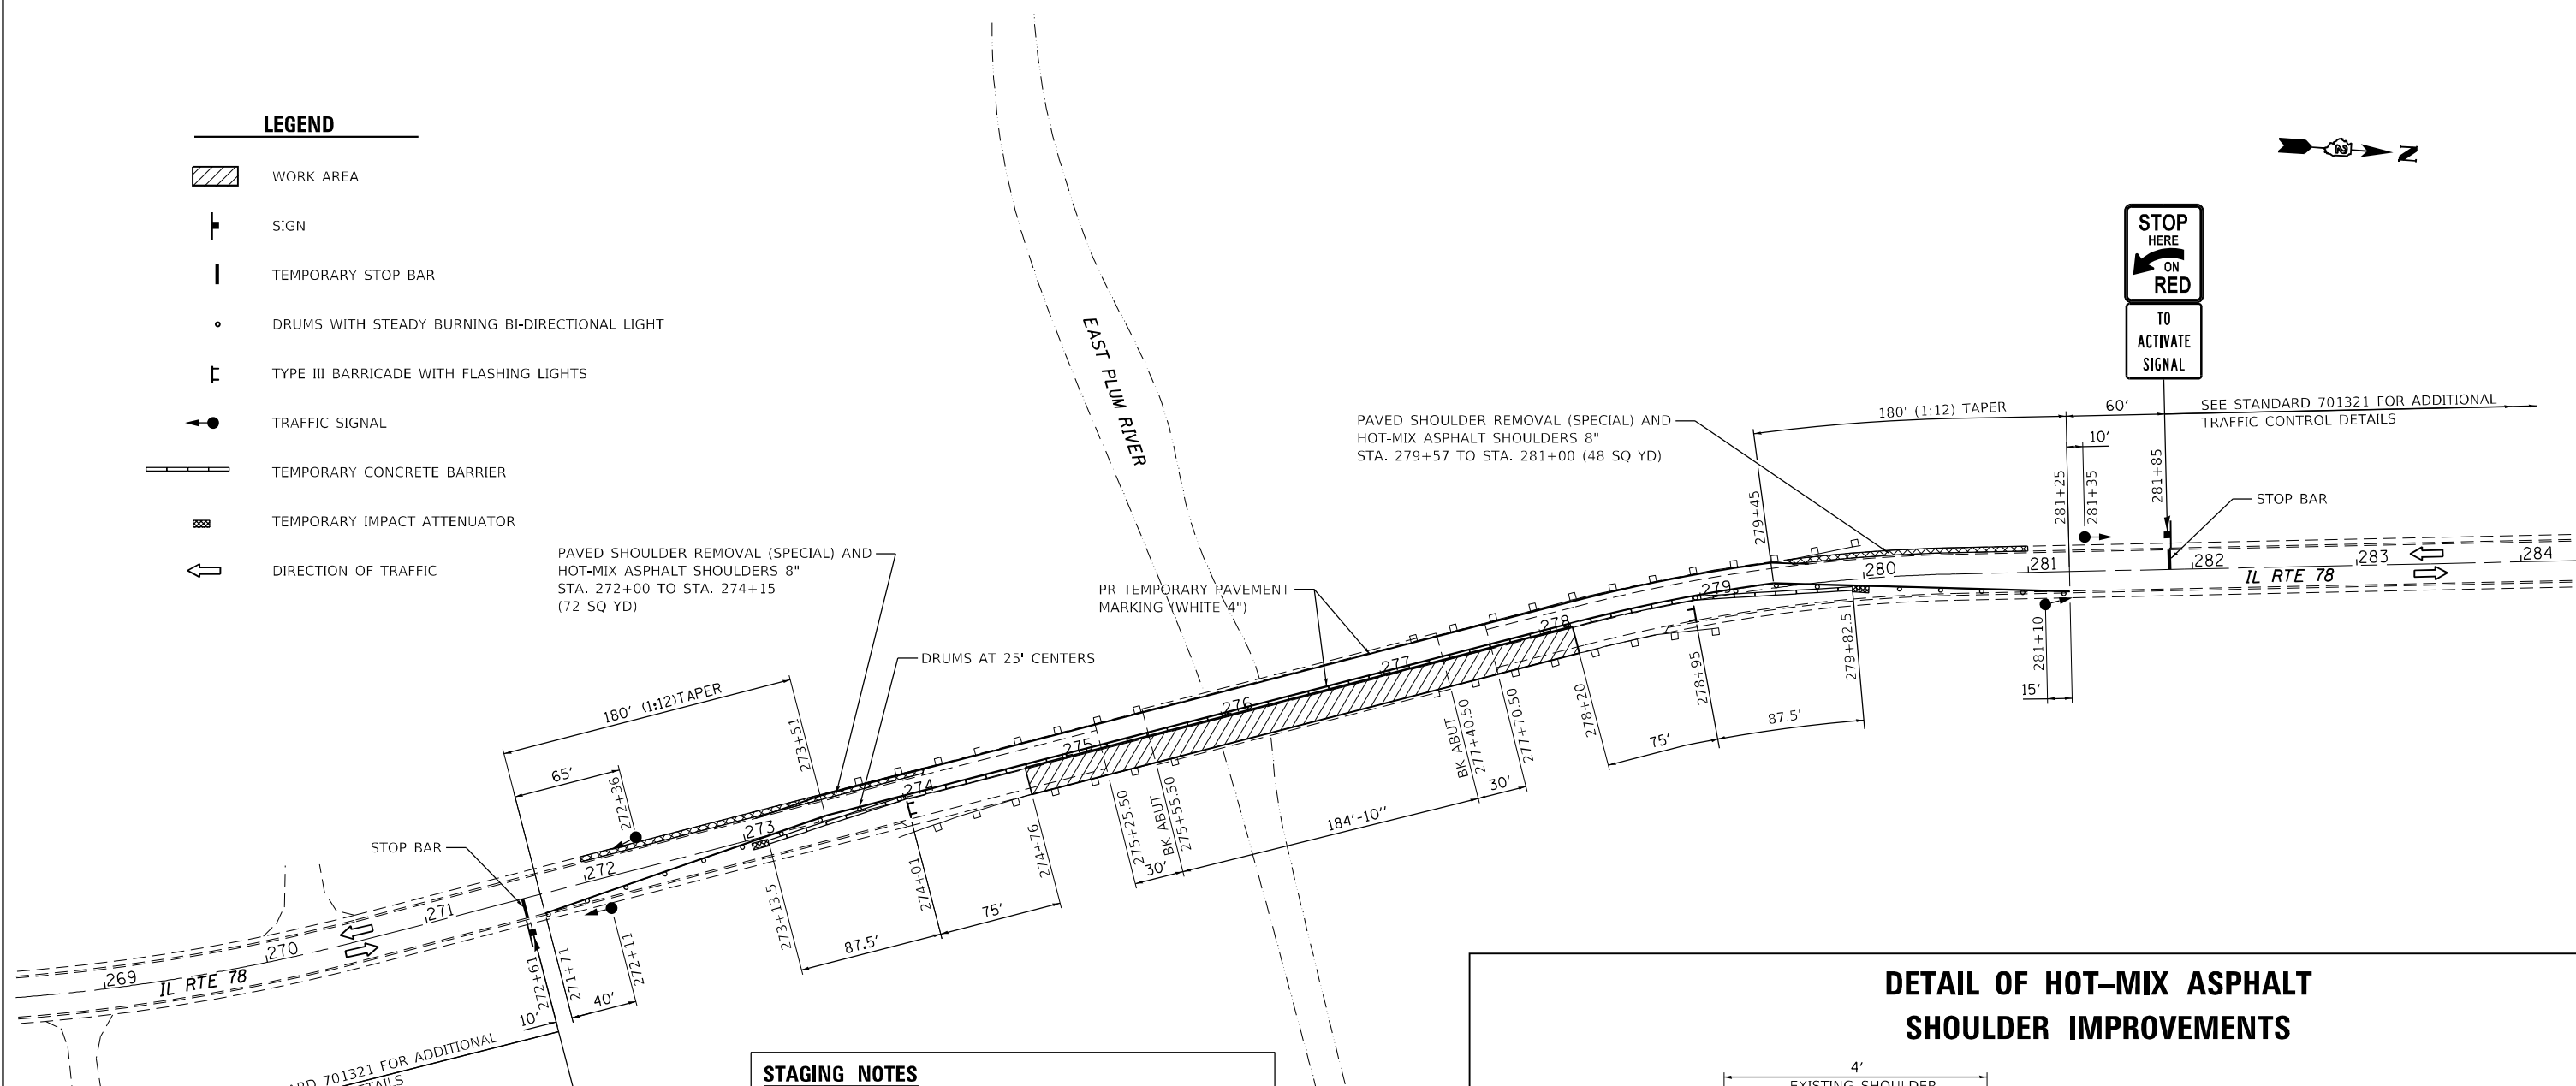 LEGEND
WORK AREA
SIGN
TEMPORARY STOP BAR
DRUMS WITH STEADY BURNING BI-DIRECTIONAL LIGHT
TYPE III BARRICADE WITH FLASHING LIGHTS
TRAFFIC SIGNAL
TEMPORARY CONCRETE BARRIER
TEMPORARY IMPACT ATTENUATOR
DIRECTION OF TRAFFIC
N
STOP
HERE
ON
RED
TO
ACTIVATE
SIGNAL
EAST PLUM RIVER
180' (1:12) TAPER
60'
SEE STANDARD 701321 FOR ADDITIONAL
TRAFFIC CONTROL DETAILS
10'
PAVED SHOULDER REMOVAL (SPECIAL) AND
HOT-MIX ASPHALT SHOULDERS 8"
STA. 279+57 TO STA. 281+00 (48 SQ YD)
279+45
281+25
281+35
281+85
STOP BAR
PAVED SHOULDER REMOVAL (SPECIAL) AND
HOT-MIX ASPHALT SHOULDERS 8"
STA. 272+00 TO STA. 274+15
(72 SQ YD)
PR TEMPORARY PAVEMENT
MARKING (WHITE 4")
DRUMS AT 25' CENTERS
180' (1:12)TAPER
273+51
65'
272+36
STOP BAR
269
270
271
272
273
274
275
276
277
278
279
280
281
282
283
284
IL RTE 78
IL RTE 78
281+10
15'
279+82.5
87.5'
278+95
75'
278+20
277+70.50
30'
BK ABUT
277+40.50
184'-10"
BK ABUT
275+55.50
275+25.50
30'
274+76
75'
274+01
87.5'
273+13.5
272+11
40'
271+71
272+61
10'
701321 FOR ADDITIONAL
STAGING NOTES
DETAIL OF HOT-MIX ASPHALT
SHOULDER IMPROVEMENTS
4'
EXISTING SHOULDER